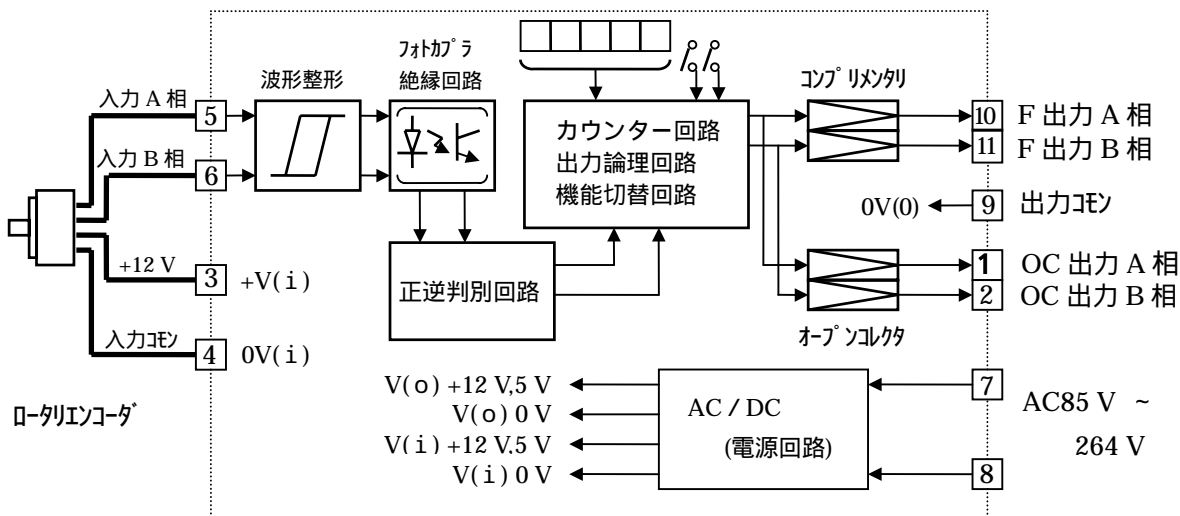 フォトカプラ
絶縁回路
波形整形
コンプリメンタリ
入力 A 相
5
10
F 出力 A 相
カウンター回路
出力論理回路
機能切替回路
11
F 出力 B 相
入力 B 相
6
0V(0)
9
出力コモン
+12 V
3
+V(i)
正逆判別回路
1
OC 出力 A 相
2
OC 出力 B 相
オープンコレクタ
入力コモン
4
0V(i)
ロータリエンコーダ
V(o) +12 V,5 V
V(o) 0 V
V(i) +12 V,5 V
V(i) 0 V
AC / DC
(電源回路)
7
AC85 V ~
264 V
8